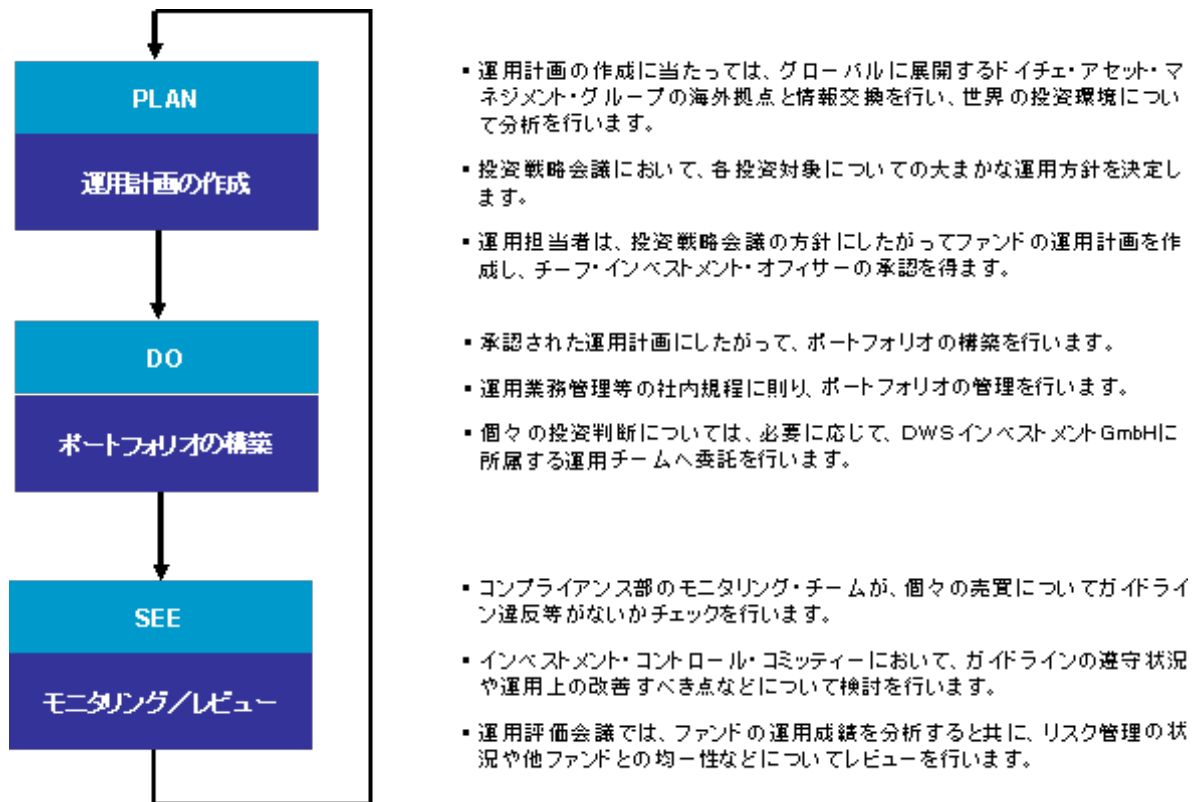 PLAN
運用計画の作成
▪ 運用計画の作成に当たっては、グローバルに展開するドイチェ・アセット・マ
ネジメント・グループの海外拠点と情報交換を行い、世界の投資環境につい
て分析を行います。
▪ 投資戦略会議において、各投資対象についての大まかな運用方針を決定し
ます。
▪ 運用担当者は、投資戦略会議の方針にしたがってファンドの運用計画を作
成し、チーフ・インベストメント・オフィサーの承認を得ます。
DO
ポートフォリオの構築
▪ 承認された運用計画にしたがって、ポートフォリオの構築を行います。
▪ 運用業務管理等の社内規程に則り、ポートフォリオの管理を行います。
▪ 個々の投資判断については、必要に応じて、DWSインベストメントGmbHに
所属する運用チームへ委託を行います。
SEE
モニタリング/レビュー
▪ コンプライアンス部のモニタリング・チームが、個々の売買についてガイドライ
ン違反等がないかチェックを行います。
▪ インベストメント・コントロール・コミッティーにおいて、ガイドラインの遵守状況
や運用上の改善すべき点などについて検討を行います。
▪ 運用評価会議では、ファンドの運用成績を分析すると共に、リスク管理の状
況や他ファンドとの均一性などについてレビューを行います。